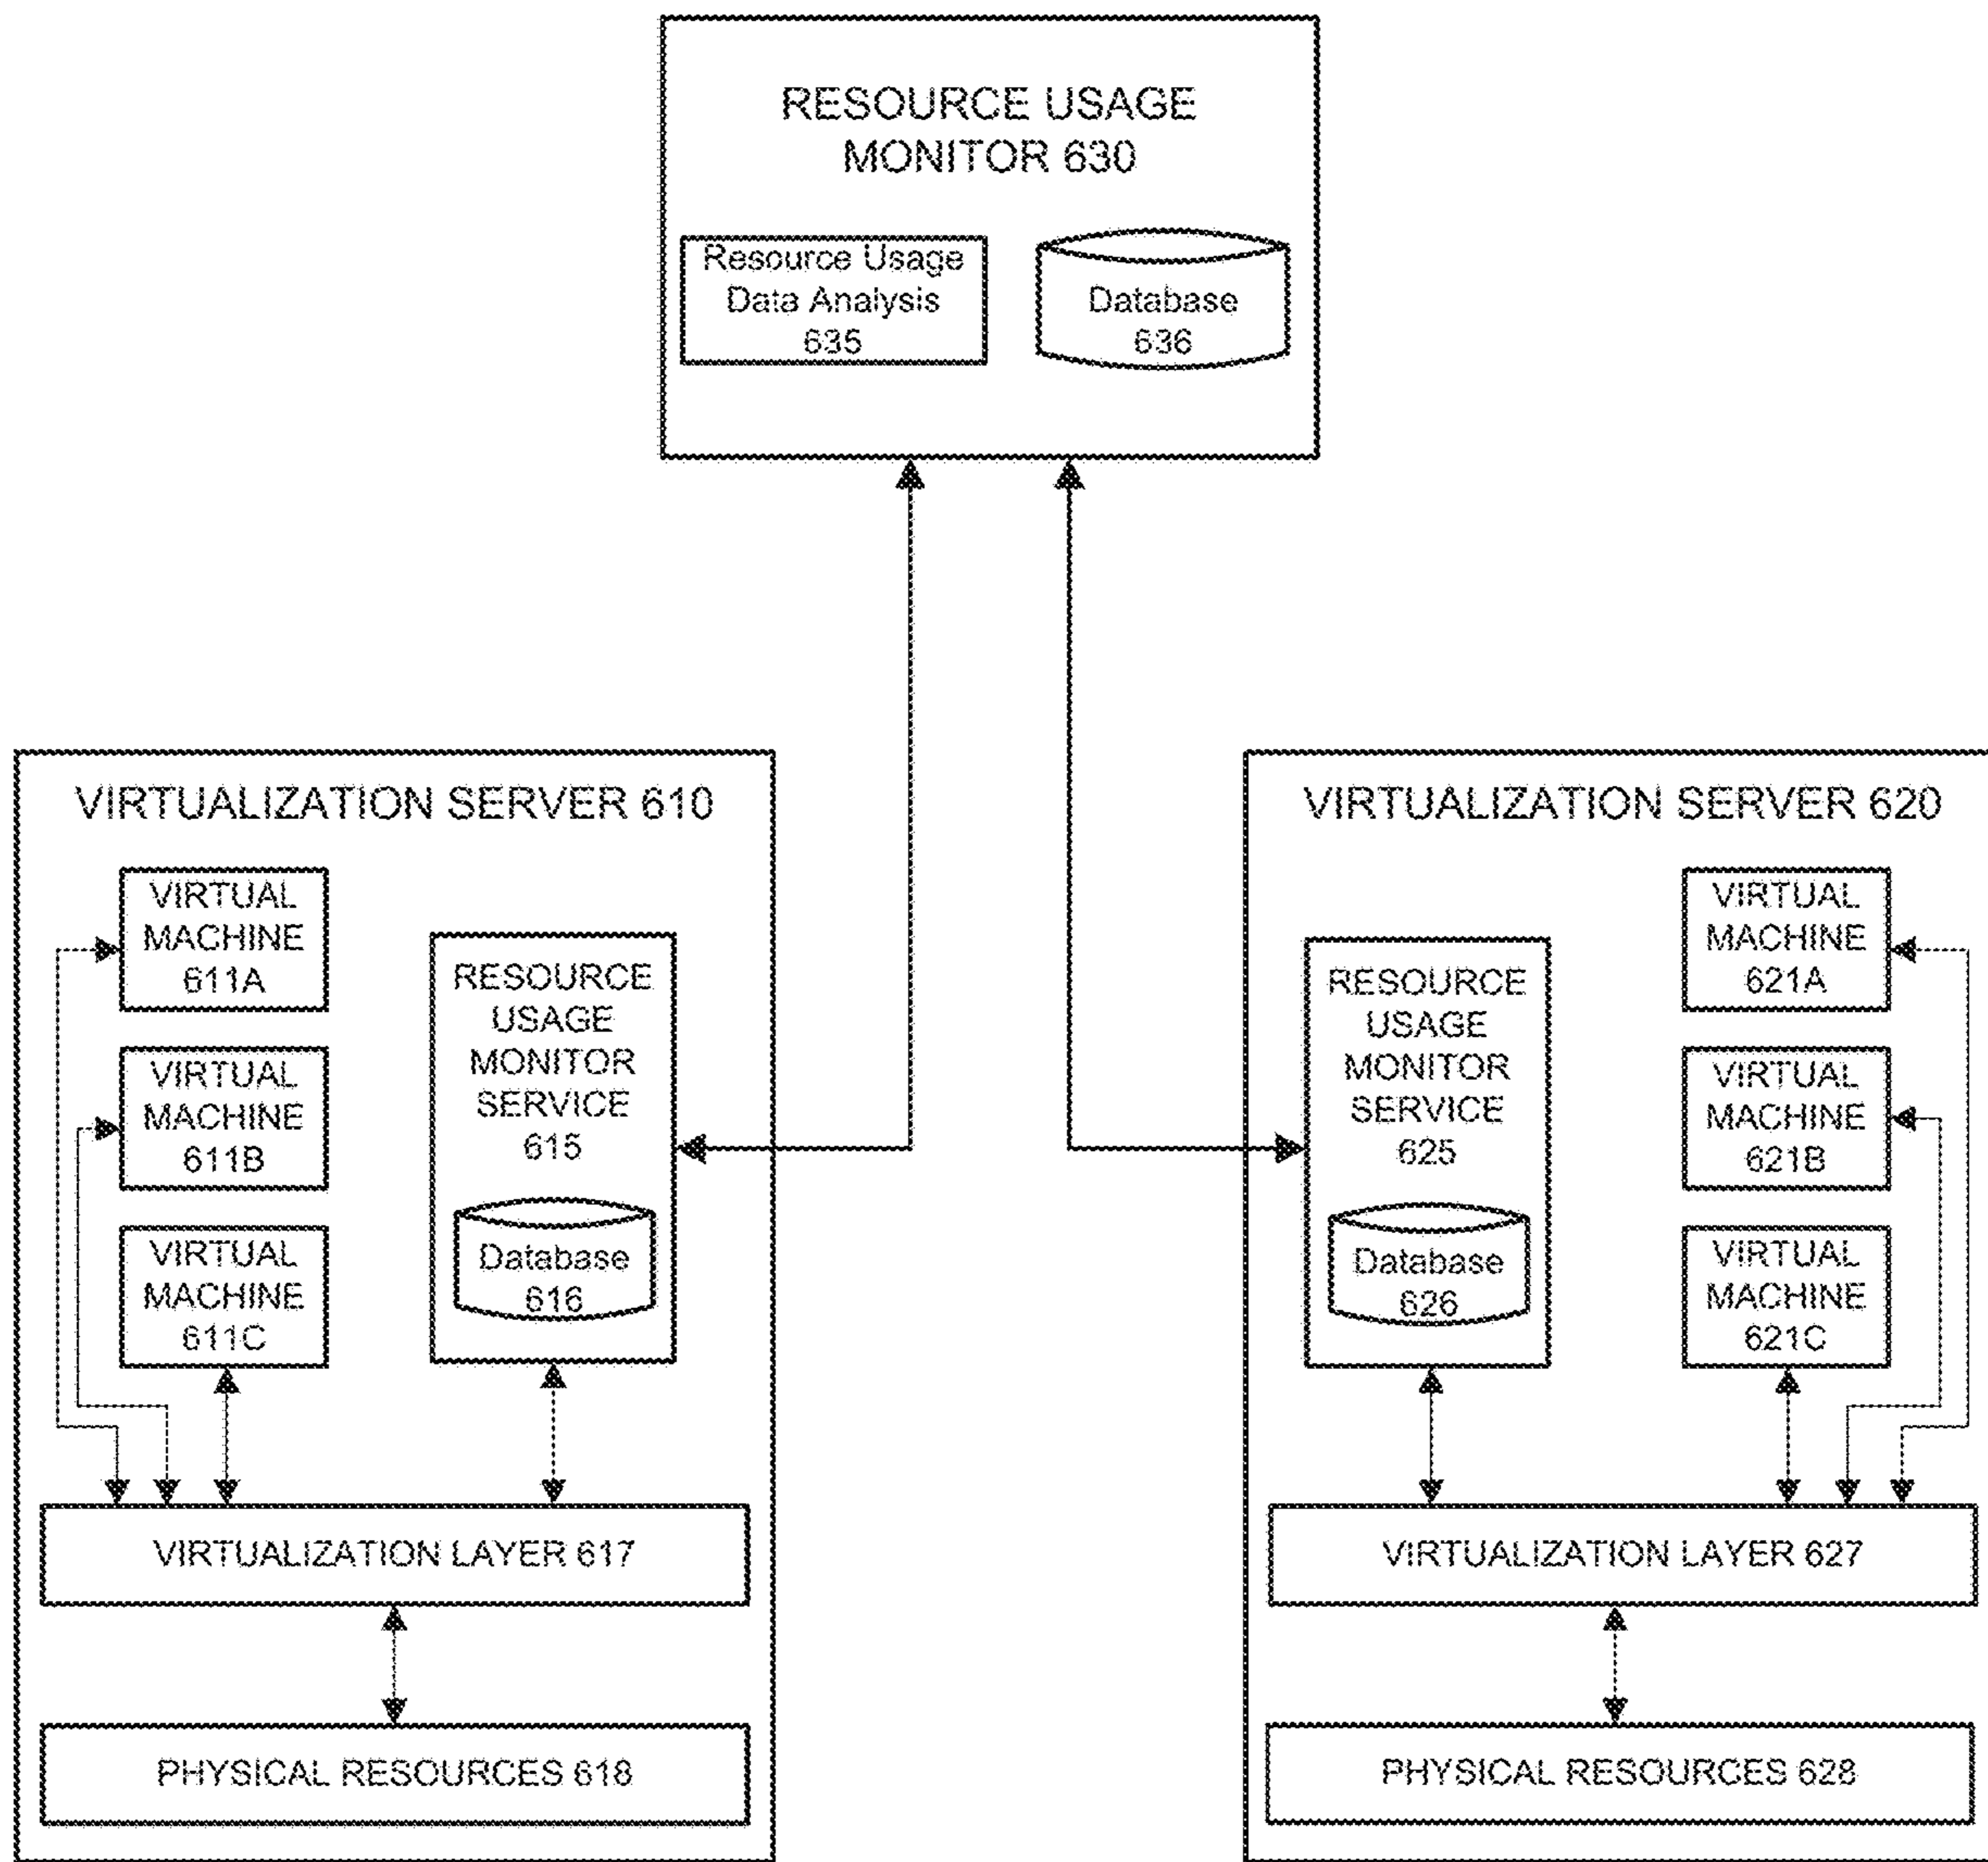 RESOURCE USAGE
MONITOR 630
Resource Usage
Data Analysis
635
Database
636
VIRTUALIZATION SERVER 610
VIRTUAL
MACHINE
611A
VIRTUAL
MACHINE
611B
VIRTUAL
MACHINE
611C
RESOURCE
USAGE
MONITOR
SERVICE
615
Database
616
VIRTUALIZATION LAYER 617
PHYSICAL RESOURCES 618
VIRTUALIZATION SERVER 620
RESOURCE
USAGE
MONITOR
SERVICE
625
Database
626
VIRTUAL
MACHINE
621A
VIRTUAL
MACHINE
621B
VIRTUAL
MACHINE
621C
VIRTUALIZATION LAYER 627
PHYSICAL RESOURCES 628